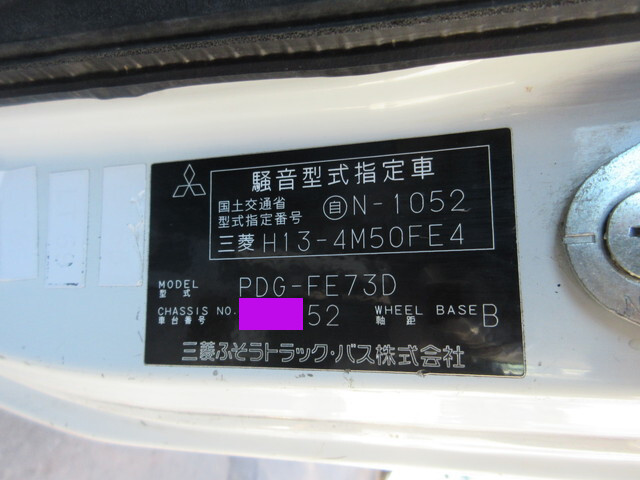 騒音型式指定車
国土交通省
型式指定番号 自N-1052
三菱 H13-4M50FE4
MODEL
型式 PDG-FE73D
CHASSIS NO. 52 WHEEL BASE B
車台番号 軸距
三菱ふそうトラック・バス株式会社